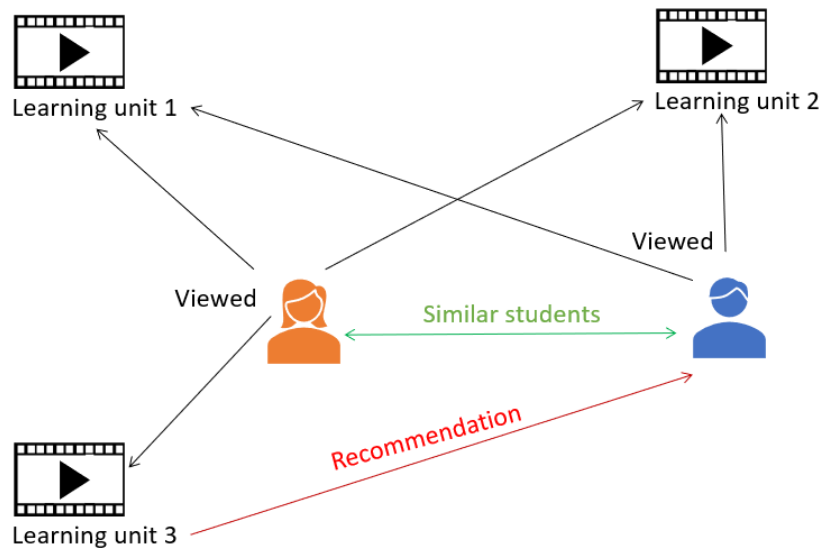 Learning unit 1
Learning unit 2
Viewed
Viewed
Similar students
Recommendation
Learning unit 3